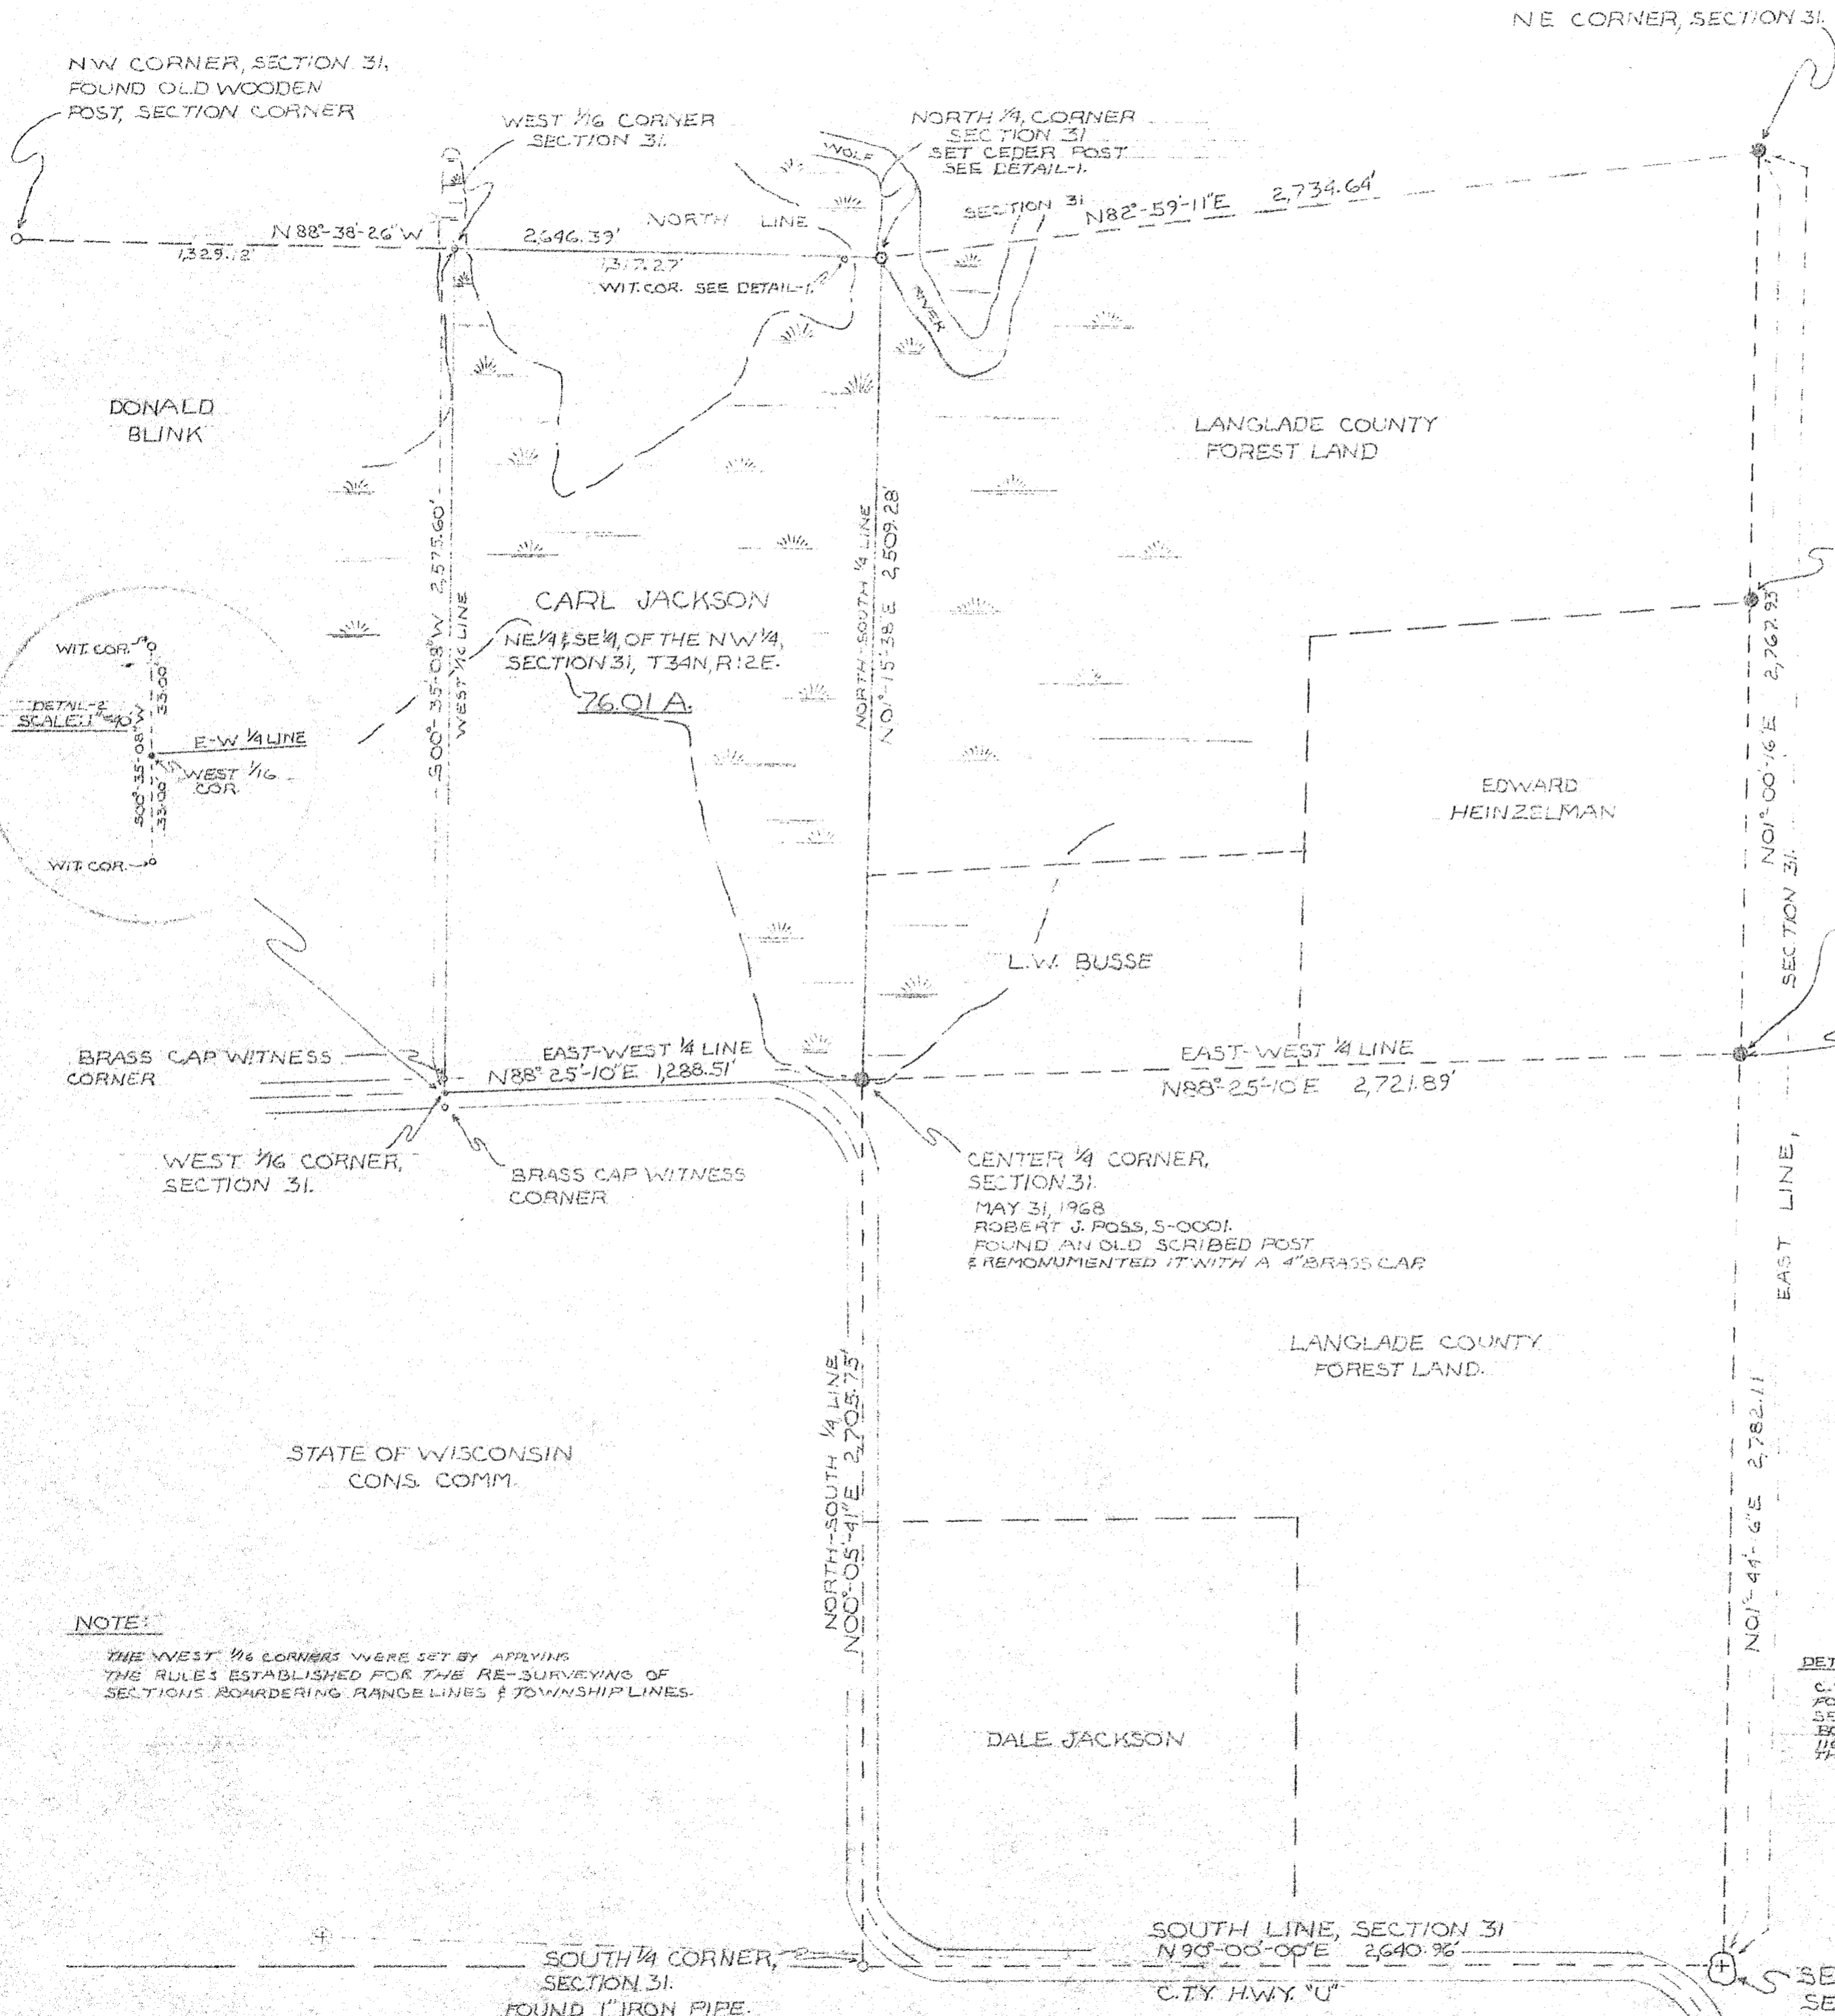 NE CORNER, SECTION 31.
NW CORNER, SECTION 31,
FOUND OLD WOODEN
POST, SECTION CORNER
WEST 1/16 CORNER
SECTION 31.
NORTH 1/4, CORNER
SECTION 31
SET CEDER POST
SEE DETAIL-1.
WOLF
RIVER
N88°-38-26"W
2,646.39'
NORTH LINE
SECTION 31
N82°-59-11"E 2,734.64'
1,329.12'
1,317.27'
WIT. COR. SEE DETAIL-1.
DONALD
BLINK
LANGLADE COUNTY
FOREST LAND
S00°-35-08"W 2,575.60'
WEST 1/16 LINE
NORTH-SOUTH 1/4 LINE
N01°-15'-38"E 2,509.28'
CARL JACKSON
NE1/4 & SE1/4, OF THE NW1/4,
SECTION 31, T34N, R12E.
76.01 A.
WIT. COR.
33.00'
DETAIL-2
SCALE: 1"=40'
S00°-35-08"W
E-W 1/4 LINE
WEST 1/16
COR.
33.00'
WIT. COR.
EDWARD
HEINZELMAN
N01°-00'-16"E 2,767.93'
SECTION 31.
EAST LINE,
L.W. BUSSE
BRASS CAP WITNESS
CORNER
EAST-WEST 1/4 LINE
N88°25'-10"E 1,288.51'
EAST-WEST 1/4 LINE
N88°-25'-10"E 2,721.89'
WEST 1/16 CORNER,
SECTION 31.
BRASS CAP WITNESS
CORNER
CENTER 1/4 CORNER,
SECTION 31.
MAY 31, 1968
ROBERT J. POSS, S-0001.
FOUND AN OLD SCRIBED POST
& REMONUMENTED IT WITH A 4" BRASS CAP
LANGLADE COUNTY
FOREST LAND.
NORTH-SOUTH 1/4 LINE
N00°-05'-41"E 2,705.75'
N01°-44'-6"E 2,782.11
STATE OF WISCONSIN
CONS. COMM.
NOTE:
THE WEST 1/16 CORNERS WERE SET BY APPLYING
THE RULES ESTABLISHED FOR THE RE-SURVEYING OF
SECTIONS BOARDERING RANGE LINES & TOWNSHIP LINES.
DALE JACKSON
DET
SOUTH LINE, SECTION 31
N90°-00'-00"E 2,640.96'
C.TY. H.W.Y. "U"
SOUTH 1/4 CORNER,
SECTION 31.
FOUND 1" IRON PIPE.
SE
SE